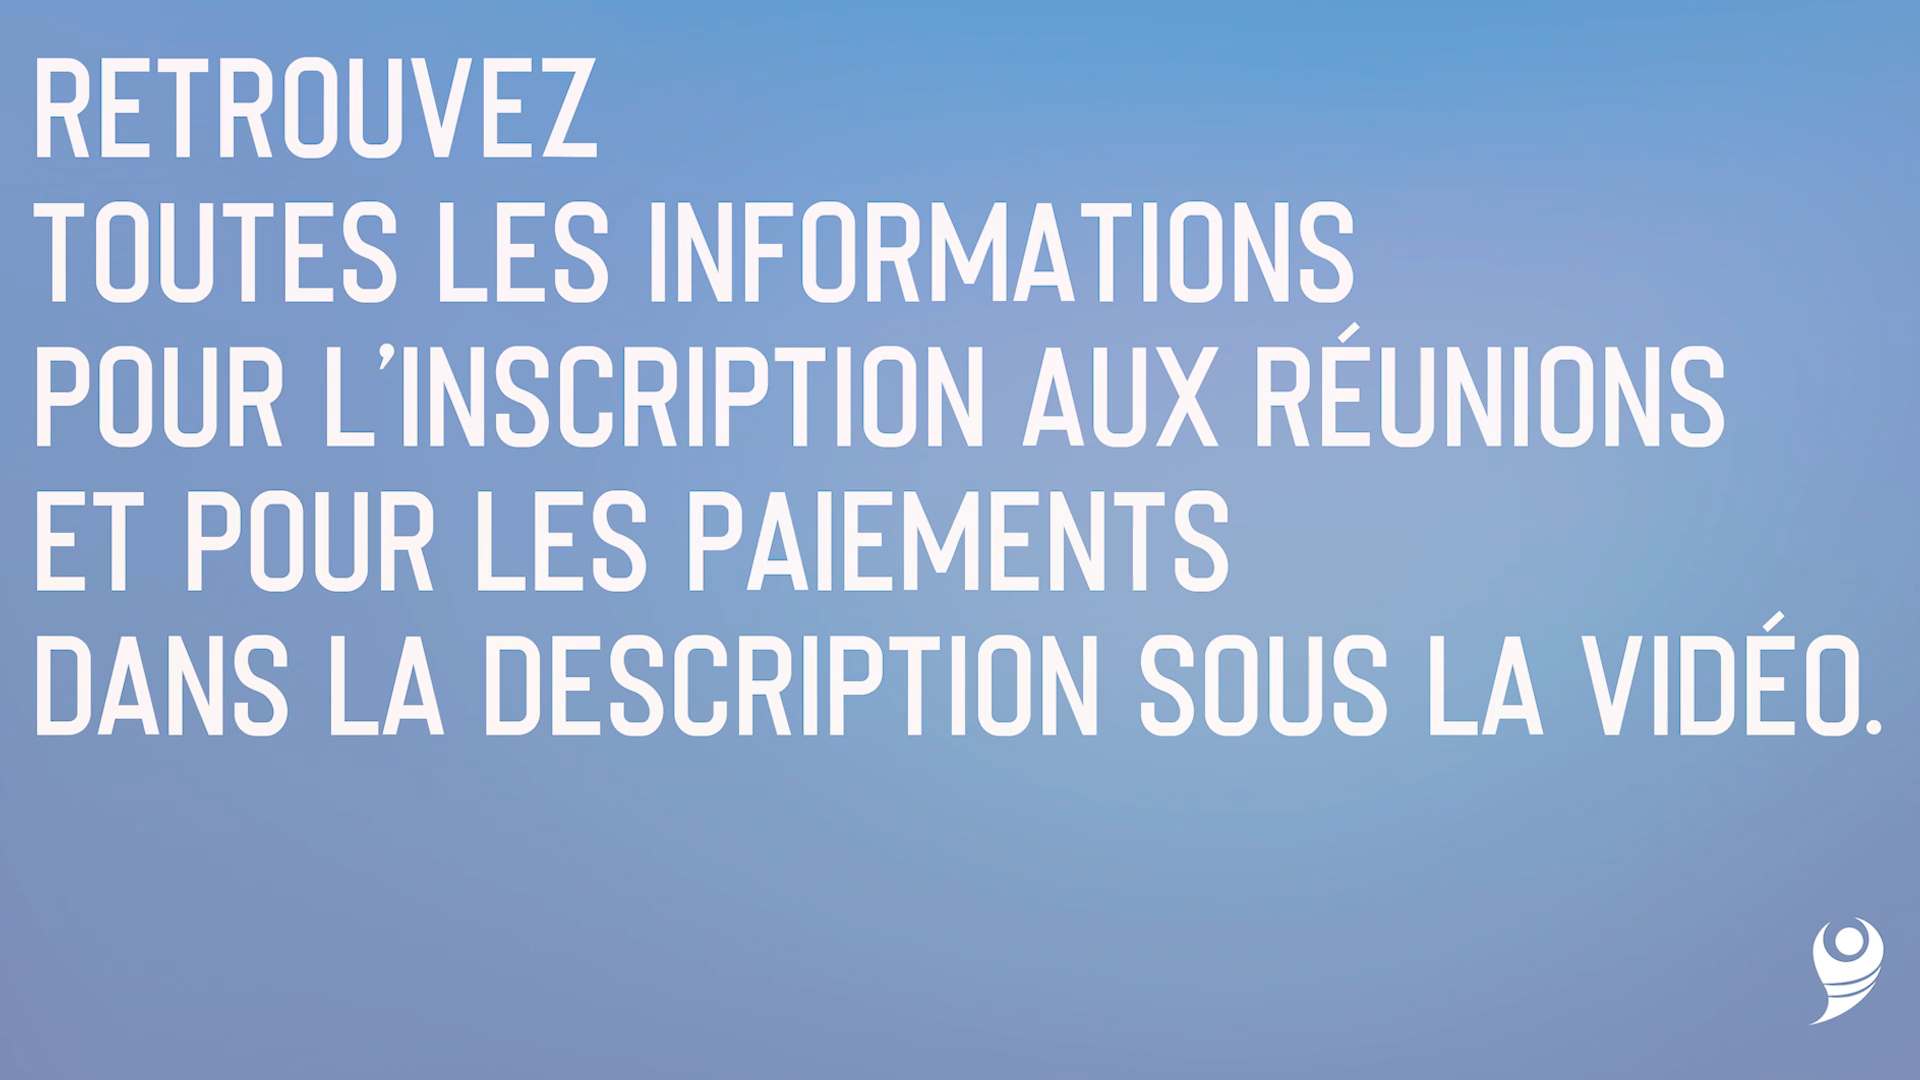 RETROUVEZ
TOUTES LES INFORMATIONS
POUR L’INSCRIPTION AUX RÉUNIONS
ET POUR LES PAIEMENTS
DANS LA DESCRIPTION SOUS LA VIDÉO.